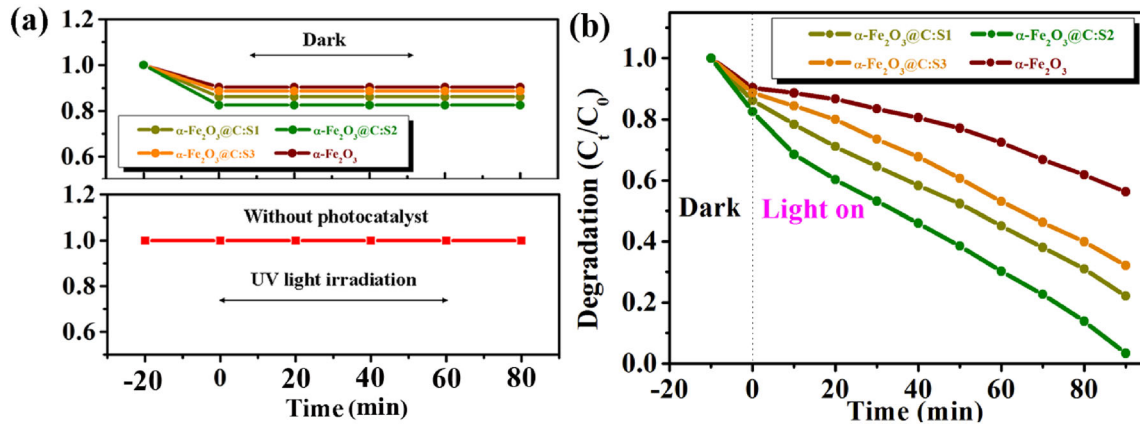 (a)
1.2
1.0
0.8
0.6
Dark
α-Fe₂O₃@C:S1 α-Fe₂O₃@C:S2
α-Fe₂O₃@C:S3 α-Fe₂O₃
1.2
1.0
0.8
0.6
Without photocatalyst
UV light irradiation
-20 0 20 40 60 80
Time (min)
(b)
Degradation (Cₜ/C₀)
1.0
0.8
0.6
0.4
0.2
0.0
α-Fe₂O₃@C:S1 α-Fe₂O₃@C:S2
α-Fe₂O₃@C:S3 α-Fe₂O₃
Dark Light on
-20 0 20 40 60 80
Time (min)